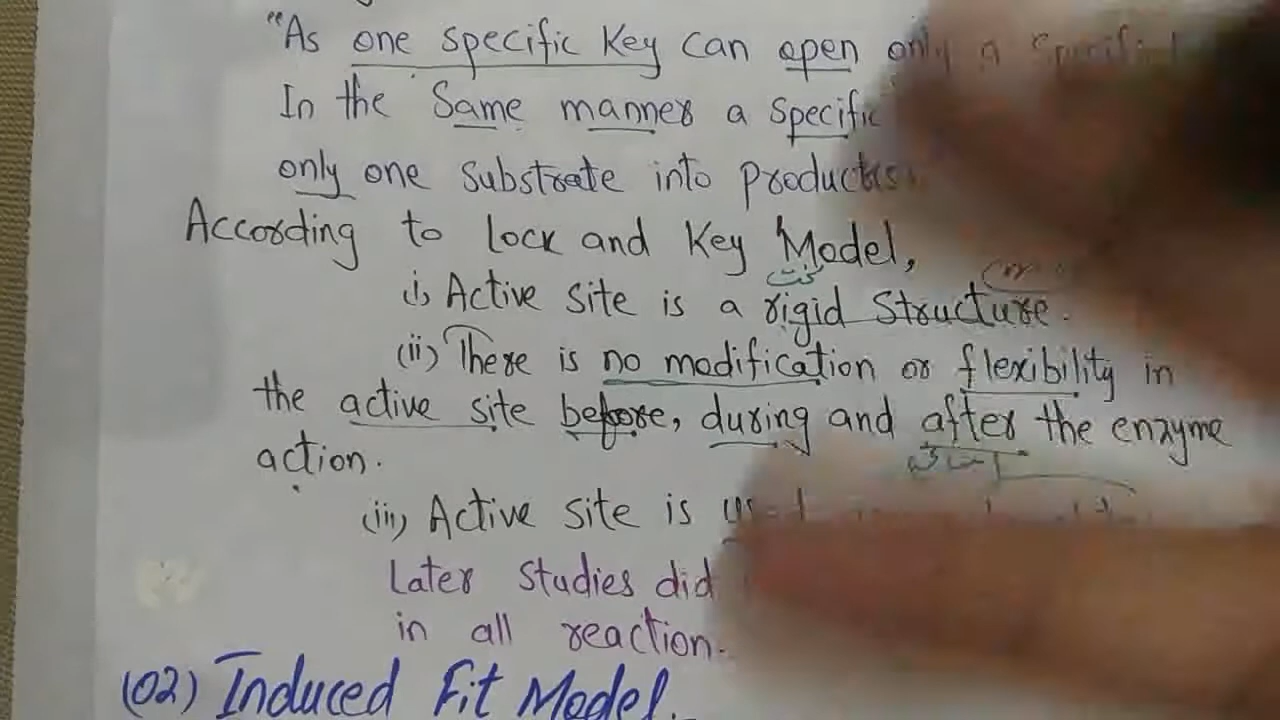 "As one specific Key can open only a
In the Same manner a specific
only one substrate into products.
According to lock and Key Model,
i) Active site is a rigid structure.
(ii) There is no modification or flexibility in
the active site before, during and after the enzyme
action.
(iii) Active site is
Later studies did
in all reaction.
(02) Induced Fit Model.